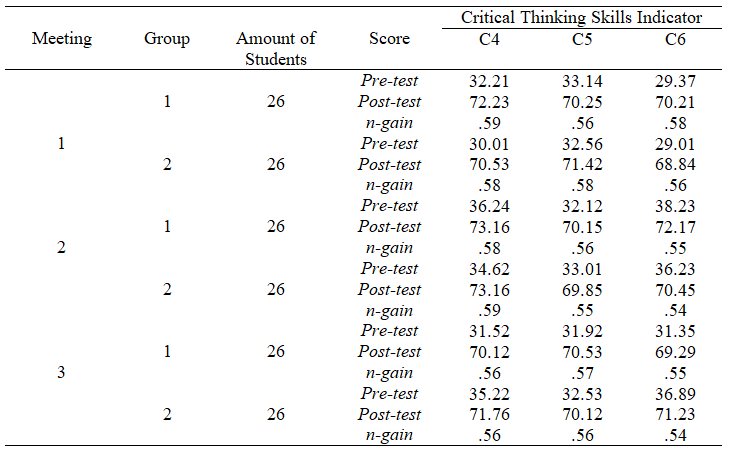 Critical Thinking Skills Indicator
Meeting Group Amount of Students Score C4 C5 C6
Pre-test 32.21 33.14 29.37
1 26 Post-test 72.23 70.25 70.21
n-gain .59 .56 .58
1
Pre-test 30.01 32.56 29.01
2 26 Post-test 70.53 71.42 68.84
n-gain .58 .58 .56
Pre-test 36.24 32.12 38.23
1 26 Post-test 73.16 70.15 72.17
n-gain .58 .56 .55
2
Pre-test 34.62 33.01 36.23
2 26 Post-test 73.16 69.85 70.45
n-gain .59 .55 .54
Pre-test 31.52 31.92 31.35
1 26 Post-test 70.12 70.53 69.29
n-gain .56 .57 .55
3
Pre-test 35.22 32.53 36.89
2 26 Post-test 71.76 70.12 71.23
n-gain .56 .56 .54